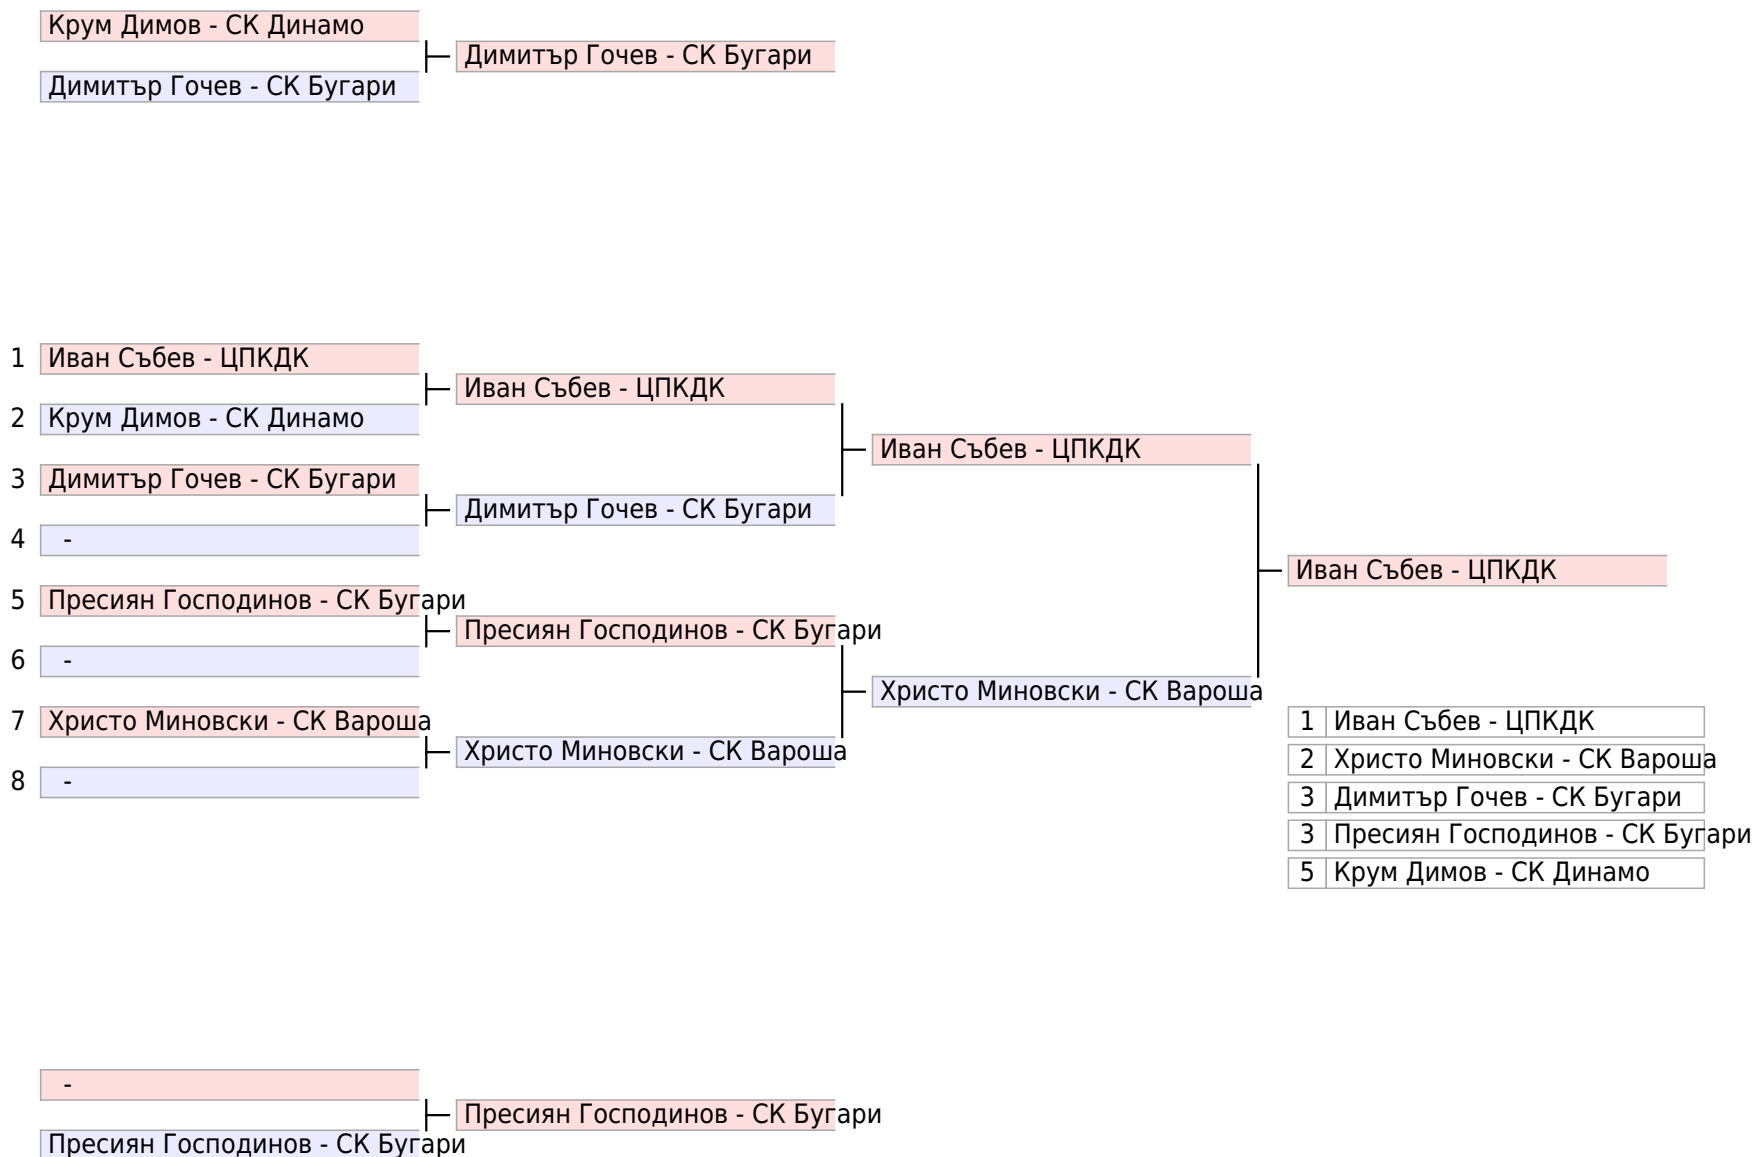 Крум Димов - СК Динамо
Димитър Гочев - СК Бугари
Димитър Гочев - СК Бугари
1 Иван Събев - ЦПКДК
Иван Събев - ЦПКДК
2 Крум Димов - СК Динамо
Иван Събев - ЦПКДК
3 Димитър Гочев - СК Бугари
Димитър Гочев - СК Бугари
4 -
Иван Събев - ЦПКДК
5 Пресиян Господинов - СК Бугари
Пресиян Господинов - СК Бугари
6 -
Христо Миновски - СК Вароша
7 Христо Миновски - СК Вароша
Христо Миновски - СК Вароша
8 -
1 Иван Събев - ЦПКДК
2 Христо Миновски - СК Вароша
3 Димитър Гочев - СК Бугари
3 Пресиян Господинов - СК Бугари
5 Крум Димов - СК Динамо
-
Пресиян Господинов - СК Бугари
Пресиян Господинов - СК Бугари